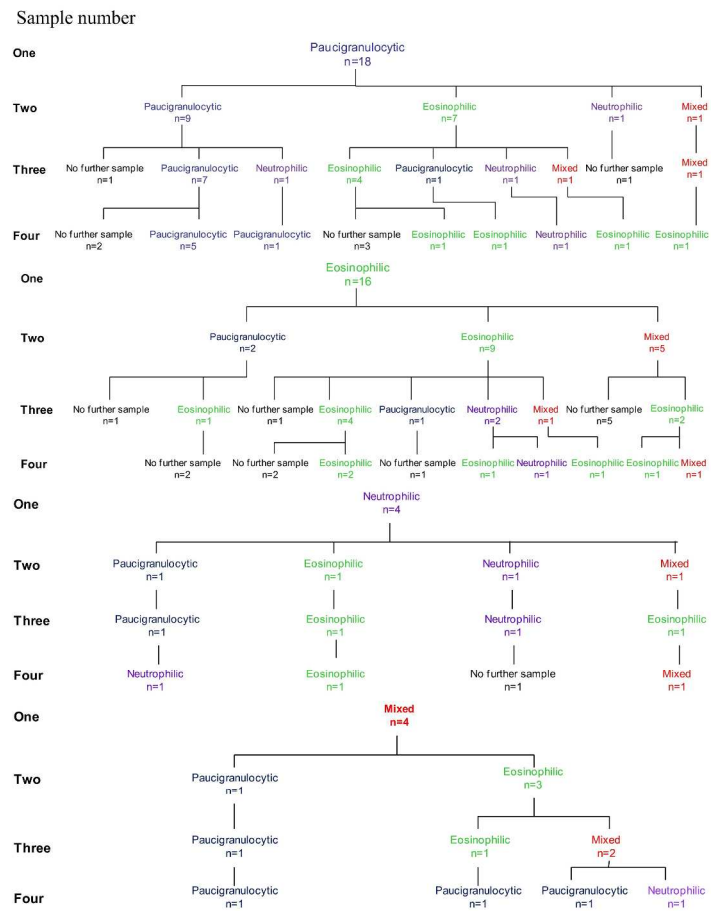 Sample number
One
Paucigranulocytic
n=18
Two
Paucigranulocytic Eosinophilic Neutrophilic Mixed
n=9 n=7 n=1 n=1
Three
No further sample Paucigranulocytic Neutrophilic Eosinophilic Paucigranulocytic Neutrophilic Mixed No further sample Mixed
n=1 n=7 n=1 n=4 n=1 n=1 n=1 n=1 n=1
Four
No further sample Paucigranulocytic Paucigranulocytic No further sample Eosinophilic Eosinophilic Neutrophilic Eosinophilic Eosinophilic
n=2 n=5 n=1 n=3 n=1 n=1 n=1 n=1 n=1
One
Eosinophilic
n=16
Two
Paucigranulocytic Eosinophilic Mixed
n=2 n=9 n=5
Three
No further sample Eosinophilic No further sample Eosinophilic Paucigranulocytic Neutrophilic Mixed No further sample Eosinophilic
n=1 n=1 n=1 n=4 n=1 n=2 n=1 n=5 n=2
Four
No further sample No further sample Eosinophilic No further sample Eosinophilic Neutrophilic Eosinophilic Eosinophilic Mixed
n=2 n=2 n=2 n=1 n=1 n=1 n=1 n=1 n=1
One
Neutrophilic
n=4
Two
Paucigranulocytic Eosinophilic Neutrophilic Mixed
n=1 n=1 n=1 n=1
Three
Paucigranulocytic Eosinophilic Neutrophilic Eosinophilic
n=1 n=1 n=1 n=1
Four
Neutrophilic Eosinophilic No further sample Mixed
n=1 n=1 n=1 n=1
One
Mixed
n=4
Two
Paucigranulocytic Eosinophilic
n=1 n=3
Three
Paucigranulocytic Eosinophilic Mixed
n=1 n=1 n=2
Four
Paucigranulocytic Paucigranulocytic Paucigranulocytic Neutrophilic
n=1 n=1 n=1 n=1